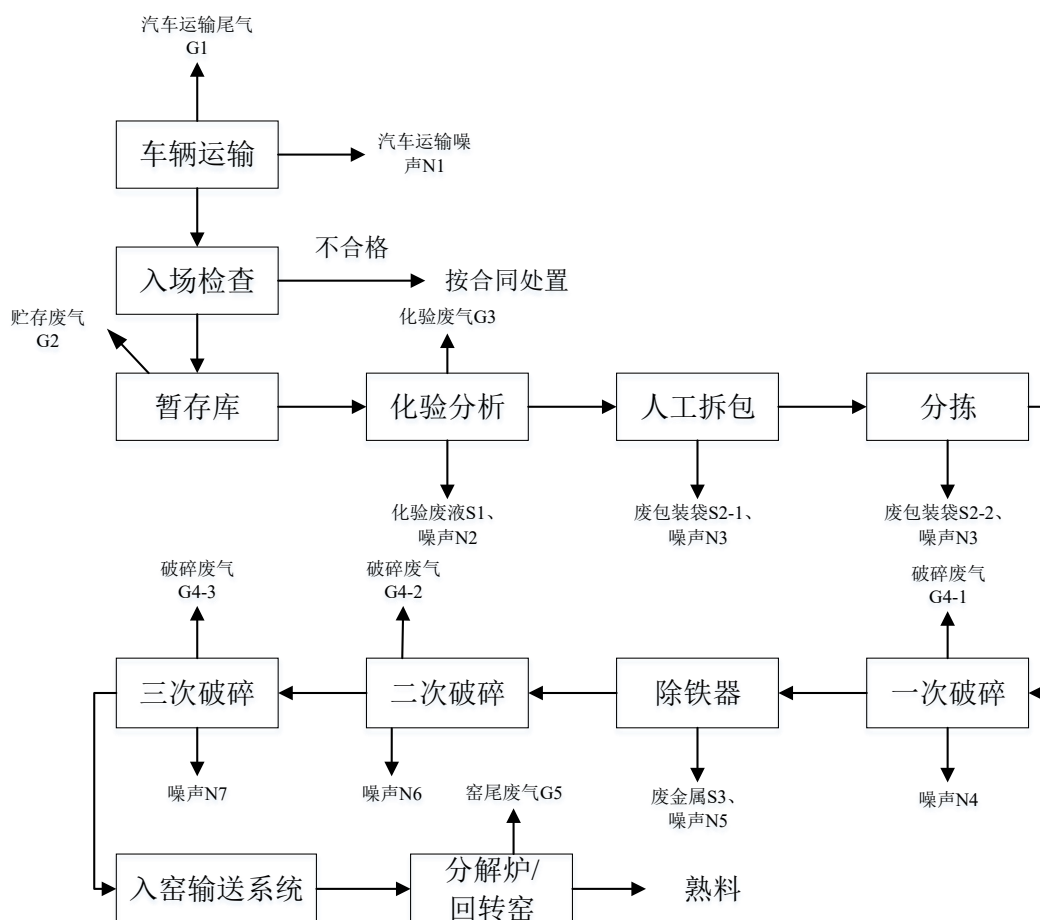 汽车运输尾气
G1
车辆运输
汽车运输噪
声N1
不合格
入场检查
按合同处置
贮存废气
G2
化验废气G3
暂存库
化验分析
人工拆包
分拣
化验废液S1、
噪声N2
废包装袋S2-1、
噪声N3
废包装袋S2-2、
噪声N3
破碎废气
G4-3
破碎废气
G4-2
破碎废气
G4-1
三次破碎
二次破碎
除铁器
一次破碎
噪声N7
噪声N6
窑尾废气G5
废金属S3、
噪声N5
噪声N4
入窑输送系统
分解炉/
回转窑
熟料